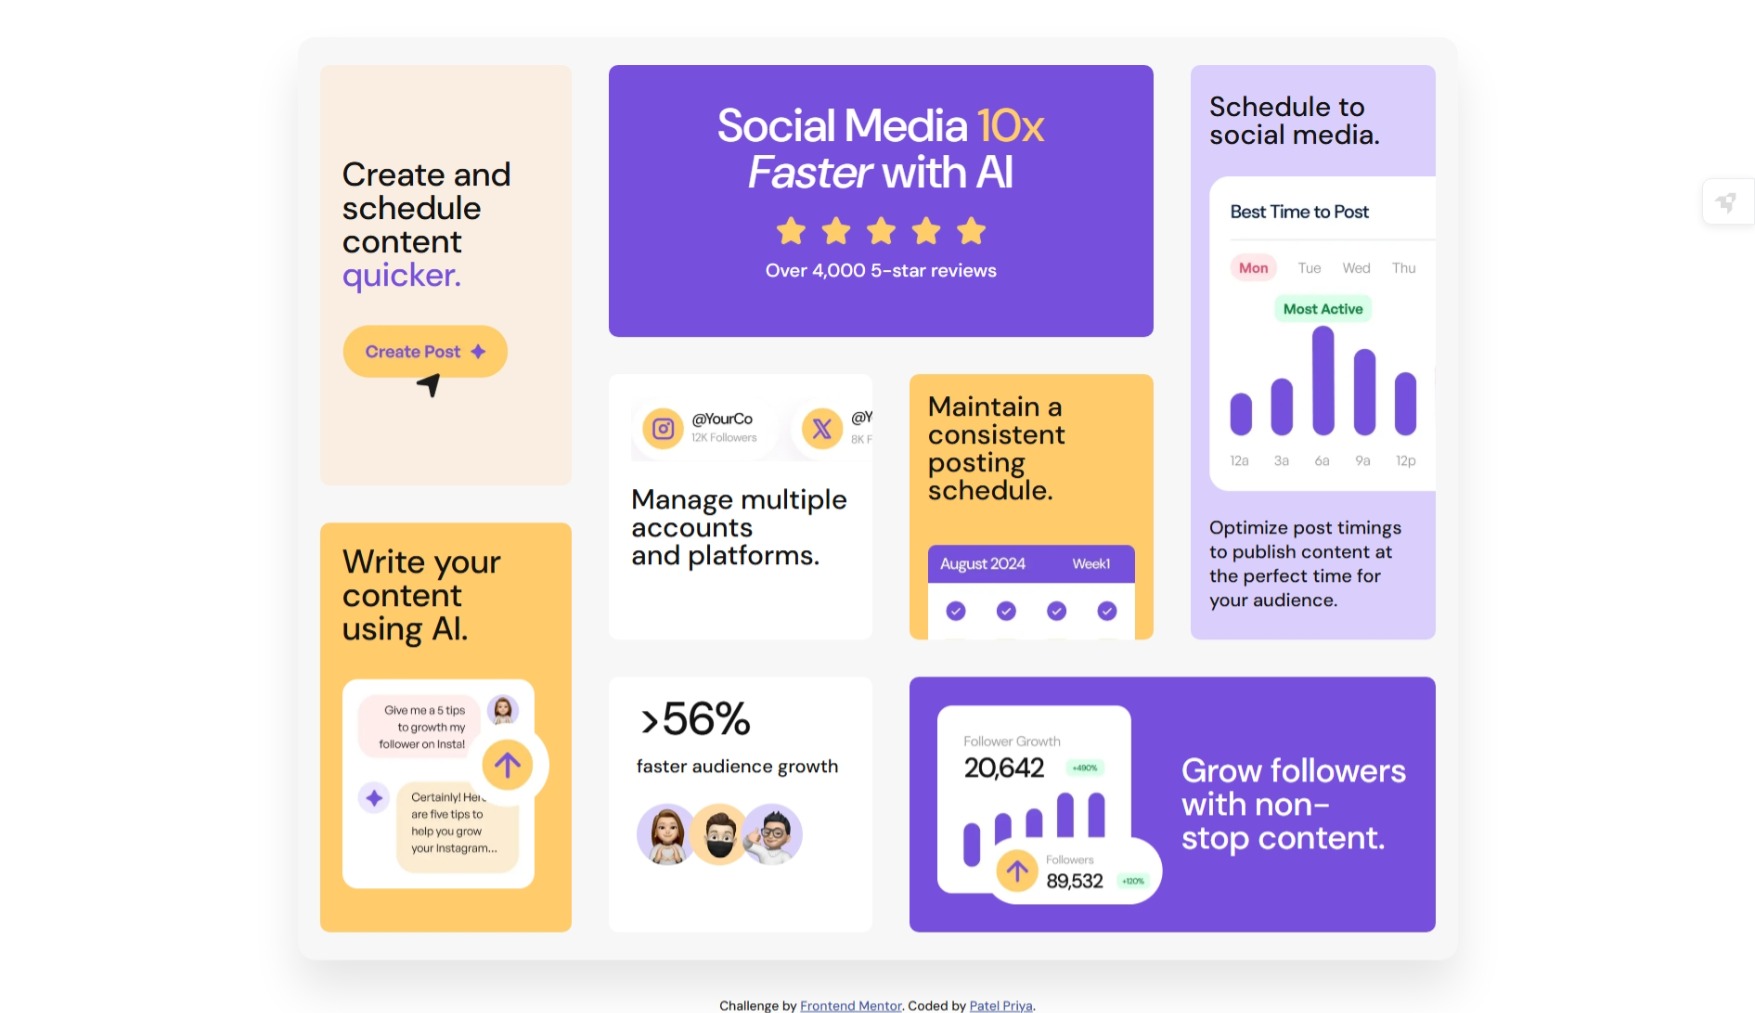 Create and
schedule
content
quicker.
Create Post
Social Media 10x
Faster with AI
Over 4,000 5-star reviews
Schedule to
social media.
Best Time to Post
Mon Tue Wed Thu
Most Active
12a 3a 6a 9a 12p
Optimize post timings
to publish content at
the perfect time for
your audience.
@YourCo
12K Followers
@Y
8K F
Manage multiple
accounts
and platforms.
Maintain a
consistent
posting
schedule.
August 2024 Week1
Write your
content
using AI.
Give me a 5 tips
to growth my
follower on Insta!
Certainly! Here
are five tips to
help you grow
your Instagram...
>56%
faster audience growth
Follower Growth
20,642 +490%
Followers
89,532 +120%
Grow followers
with non-
stop content.
Challenge by Frontend Mentor. Coded by Patel Priya.